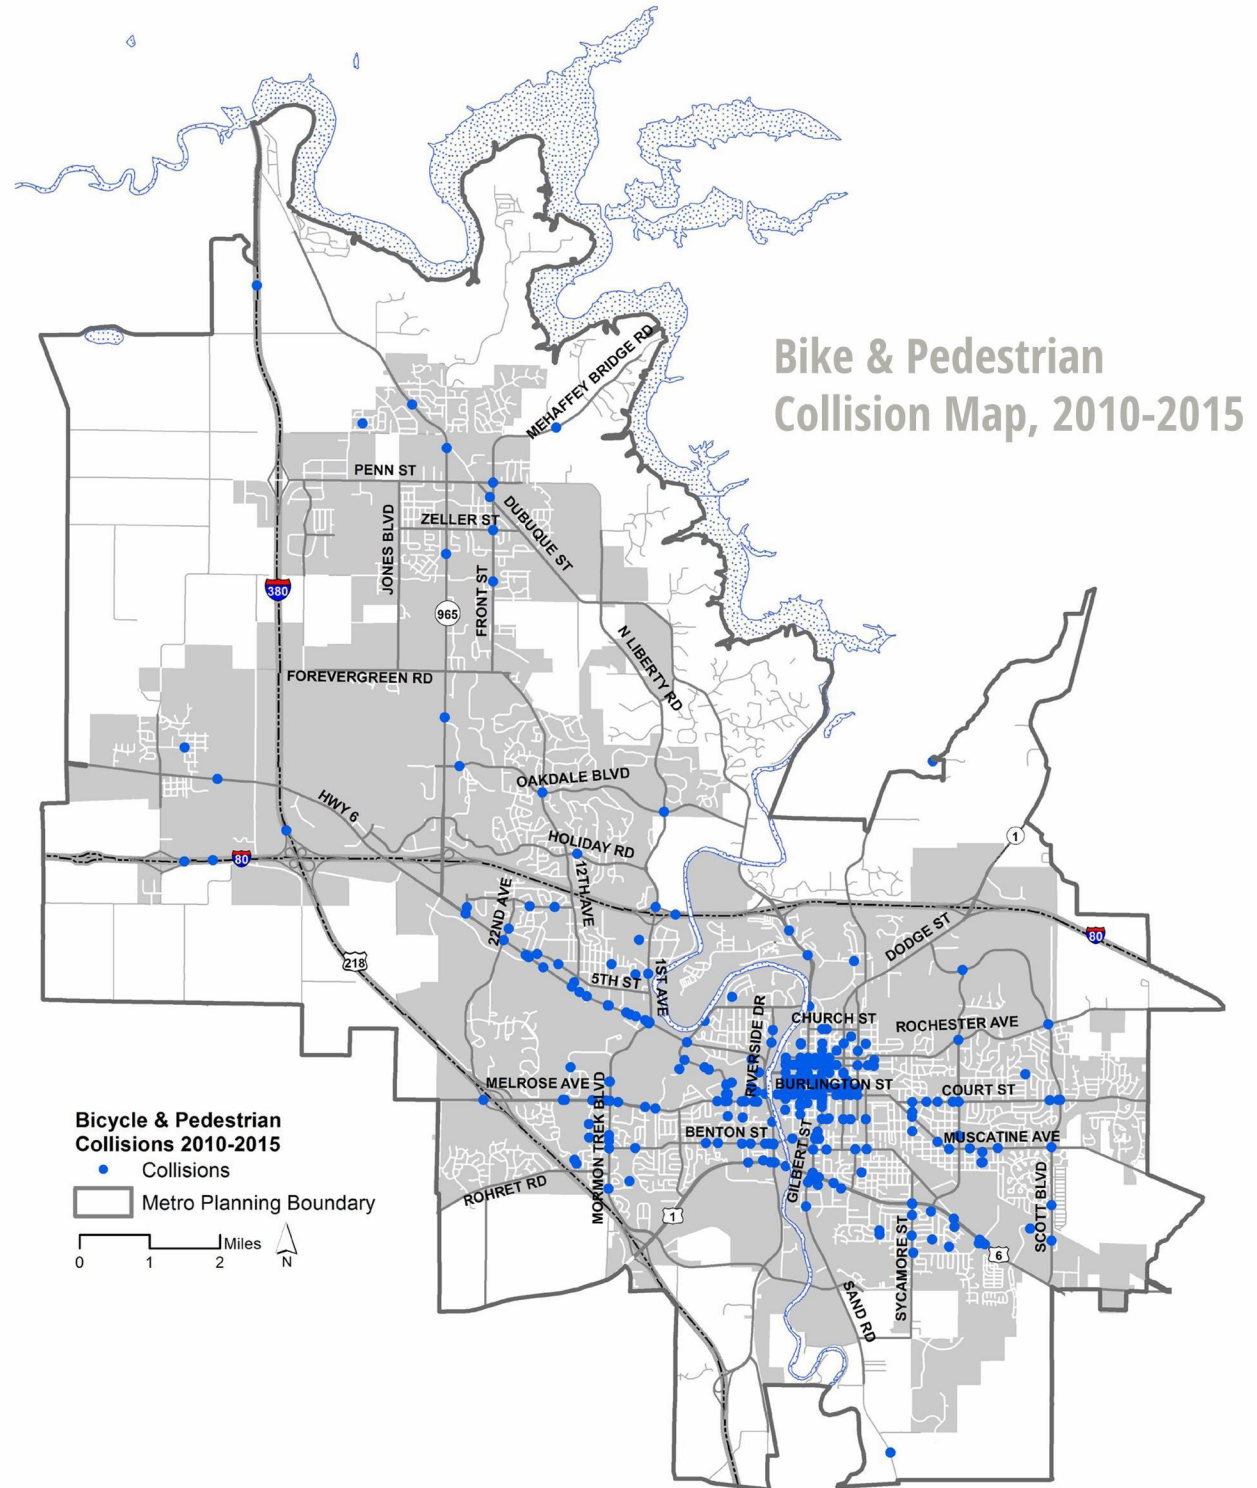 Bike & Pedestrian
Collision Map, 2010-2015
MEHAFFEY BRIDGE RD
PENN ST
ZELLER ST
DUBUQUE ST
JONES BLVD
380
FRONT ST
965
N LIBERTY RD
FOREVERGREEN RD
OAKDALE BLVD
HWY 6
HOLIDAY RD
1
80
12TH AVE
22ND AVE
DODGE ST
80
218
5TH ST
1ST AVE
RIVERSIDE DR
CHURCH ST
ROCHESTER AVE
MELROSE AVE
BURLINGTON ST
COURT ST
MORMON TREK BLVD
BENTON ST
GILBERT ST
MUSCATINE AVE
ROHRET RD
SCOTT BLVD
1
SYCAMORE ST
6
SAND RD
Bicycle & Pedestrian
Collisions 2010-2015
Collisions
Metro Planning Boundary
Miles
0 1 2 N